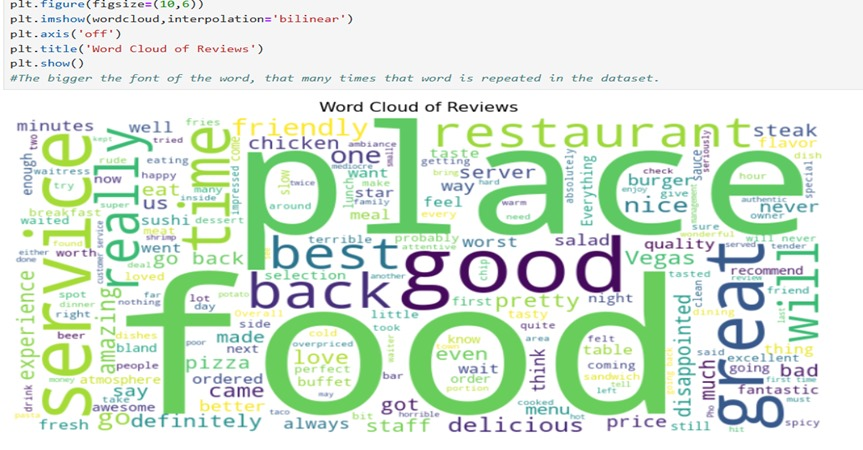 plt.figure(figsize=(10,6))
plt.imshow(wordcloud,interpolation='bilinear')
plt.axis('off')
plt.title('Word Cloud of Reviews')
plt.show()
#The bigger the font of the word, that many times that word is repeated in the dataset.
Word Cloud of Reviews
place
food
good
service
great
back
best
time
really
restaurant
will
friendly
nice
one
delicious
definitely
pretty
Vegas
minutes
well
fries
chicken
ambiance
steak
flavor
two
kept
tried
come
small
mediocre
taste
getting
seriously
sauce
dish
enough
waitress
rude
eating
now
happy
try
super
many
inside
impressed
slow
twice
around
lunch
want
make
star
family
meal
bring
server
hard
way
feel
warm
every
need
absolutely
Everything
check
burger
enjoy
give
management
hour
special
authentic
never
owner
eat
us
breakfast
waited
sushi
dessert
customer service
meat
shrimp
either
done
worth
went
deal
go back
found
loved
terrible
probably
attentive
worst
salad
quality
sure
wonderful
served
will never
tender
tasted
recommend
review
friend
selection
another
chip
first
night
clean
dining
last
experience
spot
dinner
right
far
nothing
lot
day
potato
Overall
little
tasty
quite
side
beer
dishes
bland
amazing
poor
made
next
cold
overpriced
took
waiter
know
town
area
felt
table
said
excellent
thing
people
pizza
love
perfect
buffet
even
wait
order
portion
think
coming
sandwich
tell
left
going back
disappointed
much
going
bad
first time
fantastic
must
drink
money
atmosphere
say
take
awesome
ordered
came
better
may
bar
got
cooked
menu
hot
fresh
go
taco
always
bit
horrible
staff
price
still
Pho
hit
spicy